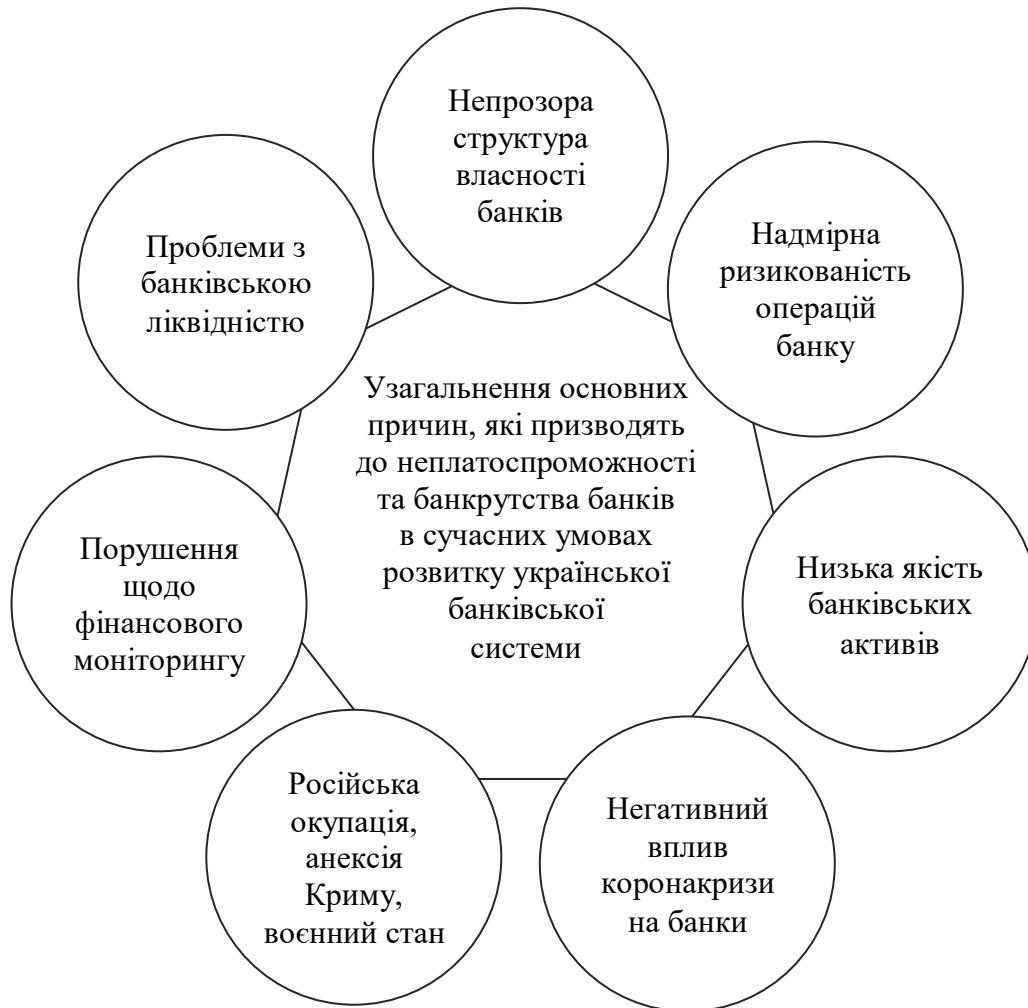 Непрозора
структура
власності
банків
Надмірна
ризикованість
операцій
банку
Проблеми з
банківською
ліквідністю
Узагальнення основних
причин, які призводять
до неплатоспроможності
та банкрутства банків
в сучасних умовах
розвитку української
банківської
системи
Порушення
щодо
фінансового
моніторингу
Низька якість
банківських
активів
Російська
окупація,
анексія
Криму,
воєнний стан
Негативний
вплив
коронакризи
на банки